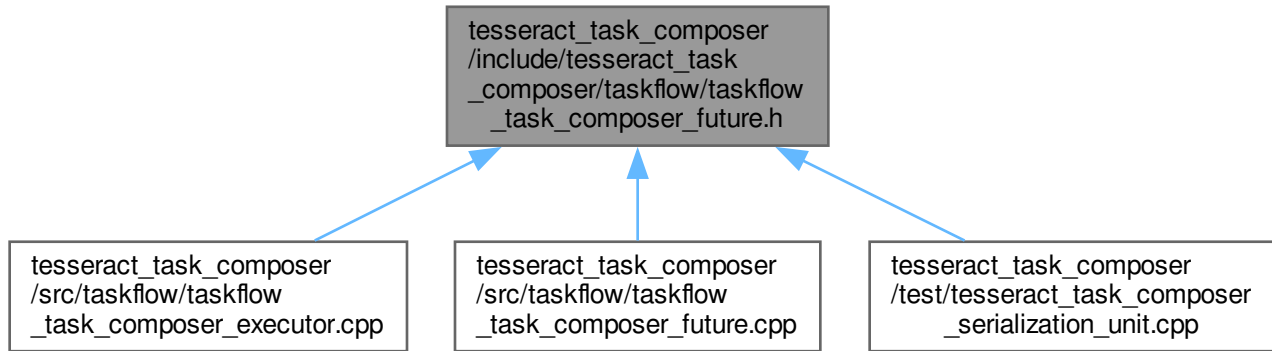 tesseract_task_composer
/include/tesseract_task
_composer/taskflow/taskflow
_task_composer_future.h
tesseract_task_composer
/src/taskflow/taskflow
_task_composer_executor.cpp
tesseract_task_composer
/src/taskflow/taskflow
_task_composer_future.cpp
tesseract_task_composer
/test/tesseract_task_composer
_serialization_unit.cpp